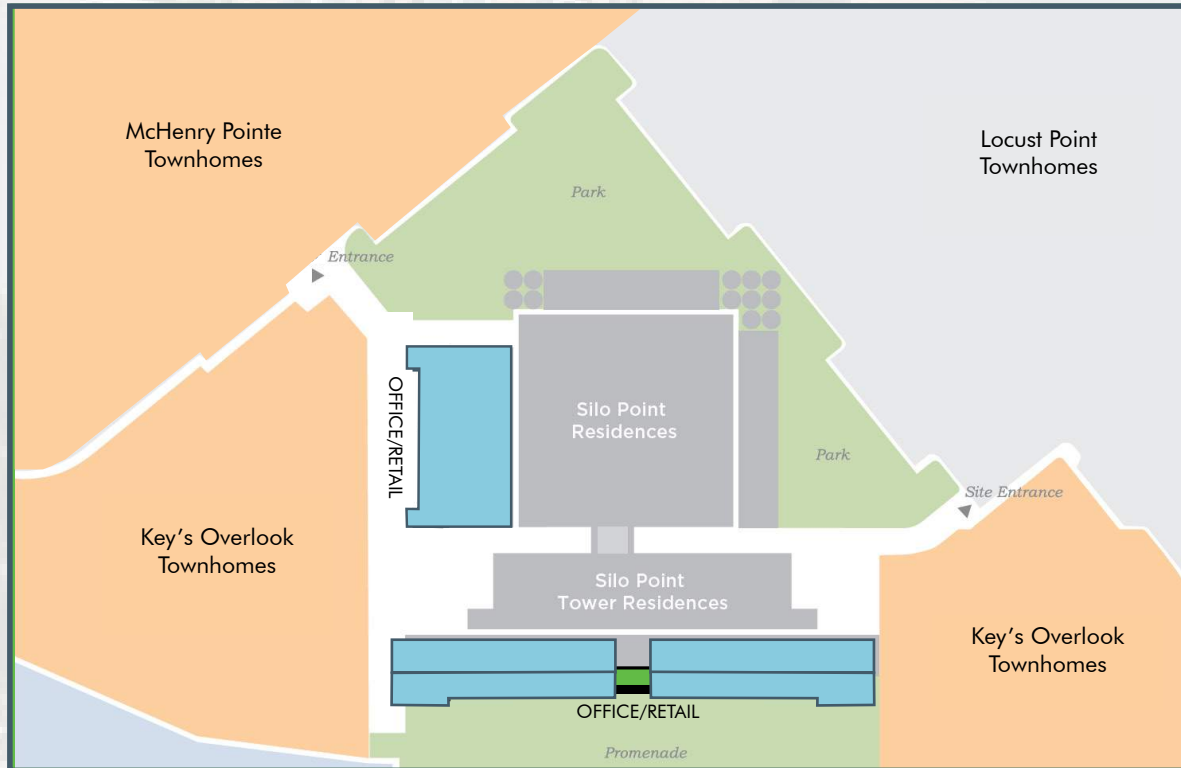 McHenry Pointe
Townhomes
Locust Point
Townhomes
Park
Entrance
OFFICE/RETAIL
Silo Point
Residences
Park
Site Entrance
Key's Overlook
Townhomes
Silo Point
Tower Residences
Key's Overlook
Townhomes
OFFICE/RETAIL
Promenade